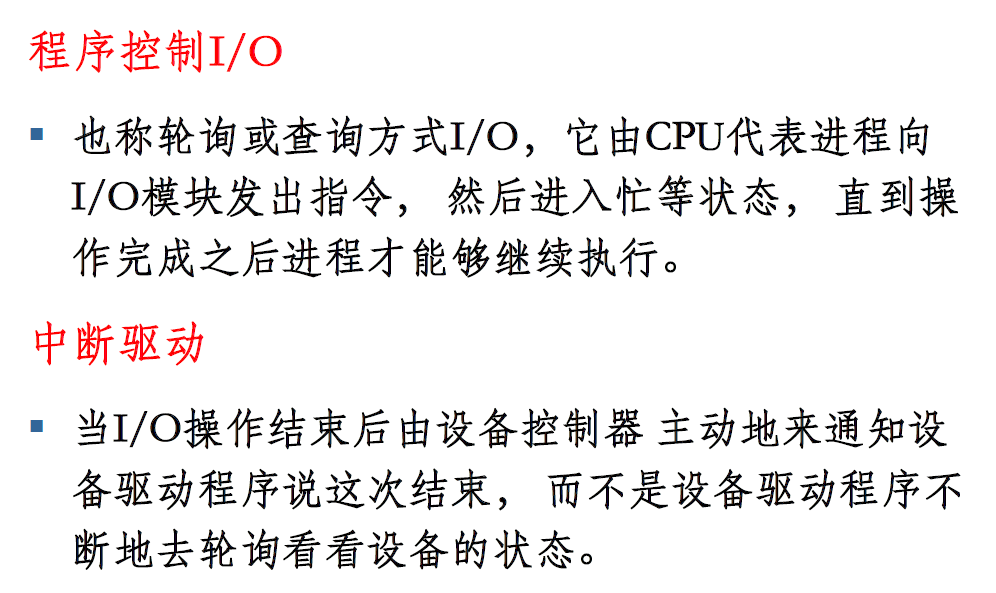 程序控制I/O
▪ 也称轮询或查询方式I/O，它由CPU代表进程向
I/O模块发出指令， 然后进入忙等状态， 直到操
作完成之后进程才能够继续执行。
中断驱动
▪ 当I/O操作结束后由设备控制器 主动地来通知设
备驱动程序说这次结束， 而不是设备驱动程序不
断地去轮询看看设备的状态。